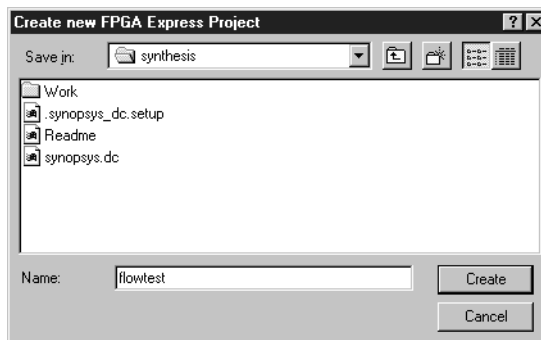 Create new FPGA Express Project
Save in: synthesis
Work
.synopsys_dc.setup
Readme
synopsys.dc
Name: flowtest Create
Cancel